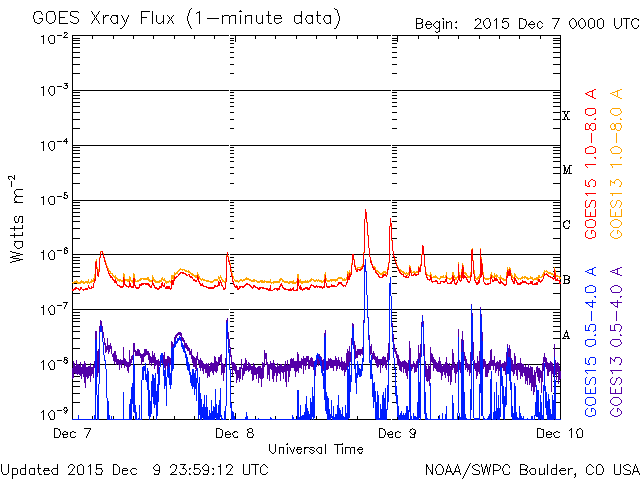 GOES Xray Flux (1-minute data)
Begin: 2015 Dec 7 0000 UTC
10-2
10-3
10-4
10-5
10-6
10-7
10-8
10-9
Watts m-2
X
M
C
B
A
GOES15 1.0-8.0 A
GOES13 1.0-8.0 A
GOES15 0.5-4.0 A
GOES13 0.5-4.0 A
Dec 7
Dec 8
Dec 9
Dec 10
Universal Time
Updated 2015 Dec 9 23:59:12 UTC
NOAA/SWPC Boulder, CO USA